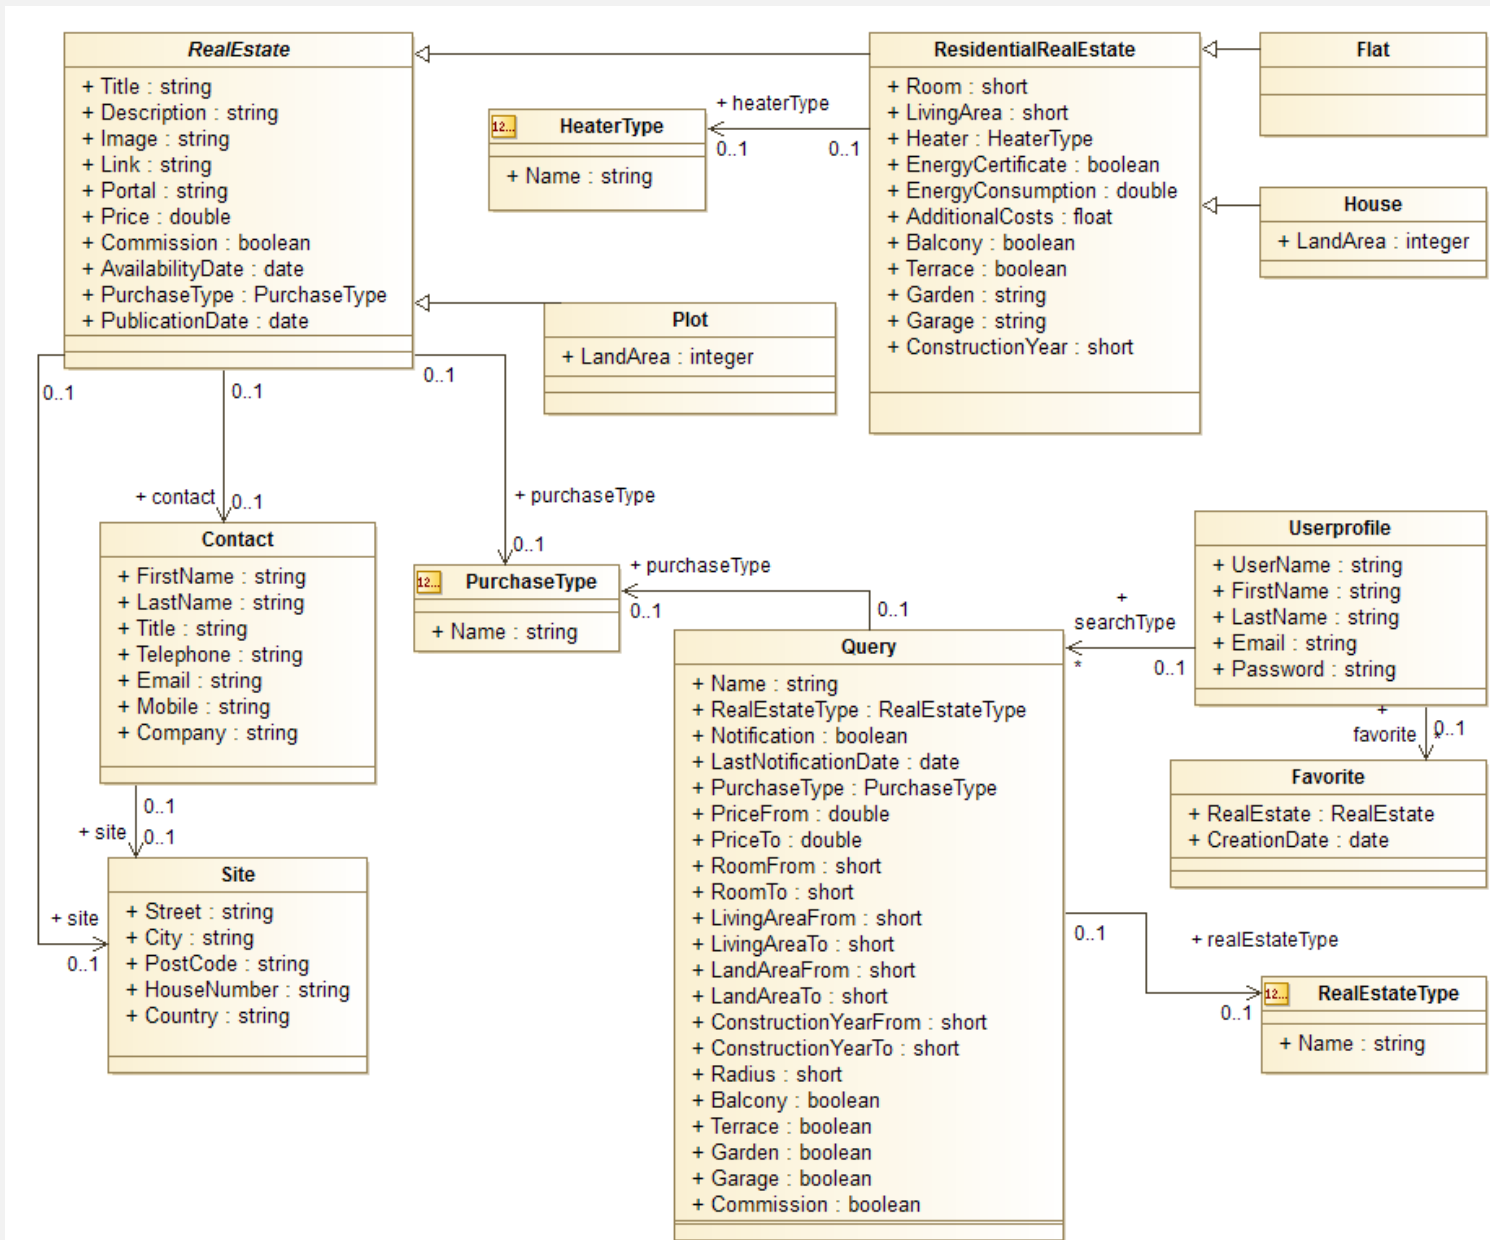 RealEstate
+ Title : string
+ Description : string
+ Image : string
+ Link : string
+ Portal : string
+ Price : double
+ Commission : boolean
+ AvailabilityDate : date
+ PurchaseType : PurchaseType
+ PublicationDate : date
ResidentialRealEstate
+ Room : short
+ LivingArea : short
+ Heater : HeaterType
+ EnergyCertificate : boolean
+ EnergyConsumption : double
+ AdditionalCosts : float
+ Balcony : boolean
+ Terrace : boolean
+ Garden : string
+ Garage : string
+ ConstructionYear : short
Flat
House
+ LandArea : integer
+ heaterType
0..1
0..1
12...
HeaterType
+ Name : string
Plot
+ LandArea : integer
0..1
0..1
0..1
+ contact
0..1
+ purchaseType
0..1
Contact
+ FirstName : string
+ LastName : string
+ Title : string
+ Telephone : string
+ Email : string
+ Mobile : string
+ Company : string
12...
PurchaseType
+ Name : string
+ purchaseType
0..1
0..1
+
searchType
*
0..1
Userprofile
+ UserName : string
+ FirstName : string
+ LastName : string
+ Email : string
+ Password : string
+
favorite
*
0..1
Favorite
+ RealEstate : RealEstate
+ CreationDate : date
Query
+ Name : string
+ RealEstateType : RealEstateType
+ Notification : boolean
+ LastNotificationDate : date
+ PurchaseType : PurchaseType
+ PriceFrom : double
+ PriceTo : double
+ RoomFrom : short
+ RoomTo : short
+ LivingAreaFrom : short
+ LivingAreaTo : short
+ LandAreaFrom : short
+ LandAreaTo : short
+ ConstructionYearFrom : short
+ ConstructionYearTo : short
+ Radius : short
+ Balcony : boolean
+ Terrace : boolean
+ Garden : boolean
+ Garage : boolean
+ Commission : boolean
0..1
+ site
0..1
+ site
0..1
Site
+ Street : string
+ City : string
+ PostCode : string
+ HouseNumber : string
+ Country : string
0..1
+ realEstateType
0..1
12...
RealEstateType
+ Name : string